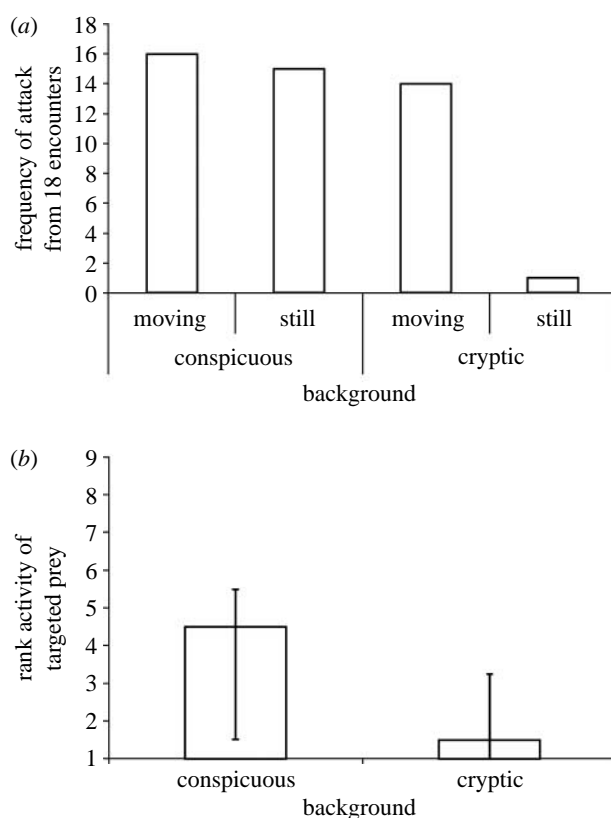 (a)
frequency of attack
from 18 encounters
18
16
14
12
10
8
6
4
2
0
moving still moving still
conspicuous cryptic
background
(b)
rank activity of
targeted prey
9
8
7
6
5
4
3
2
1
conspicuous cryptic
background